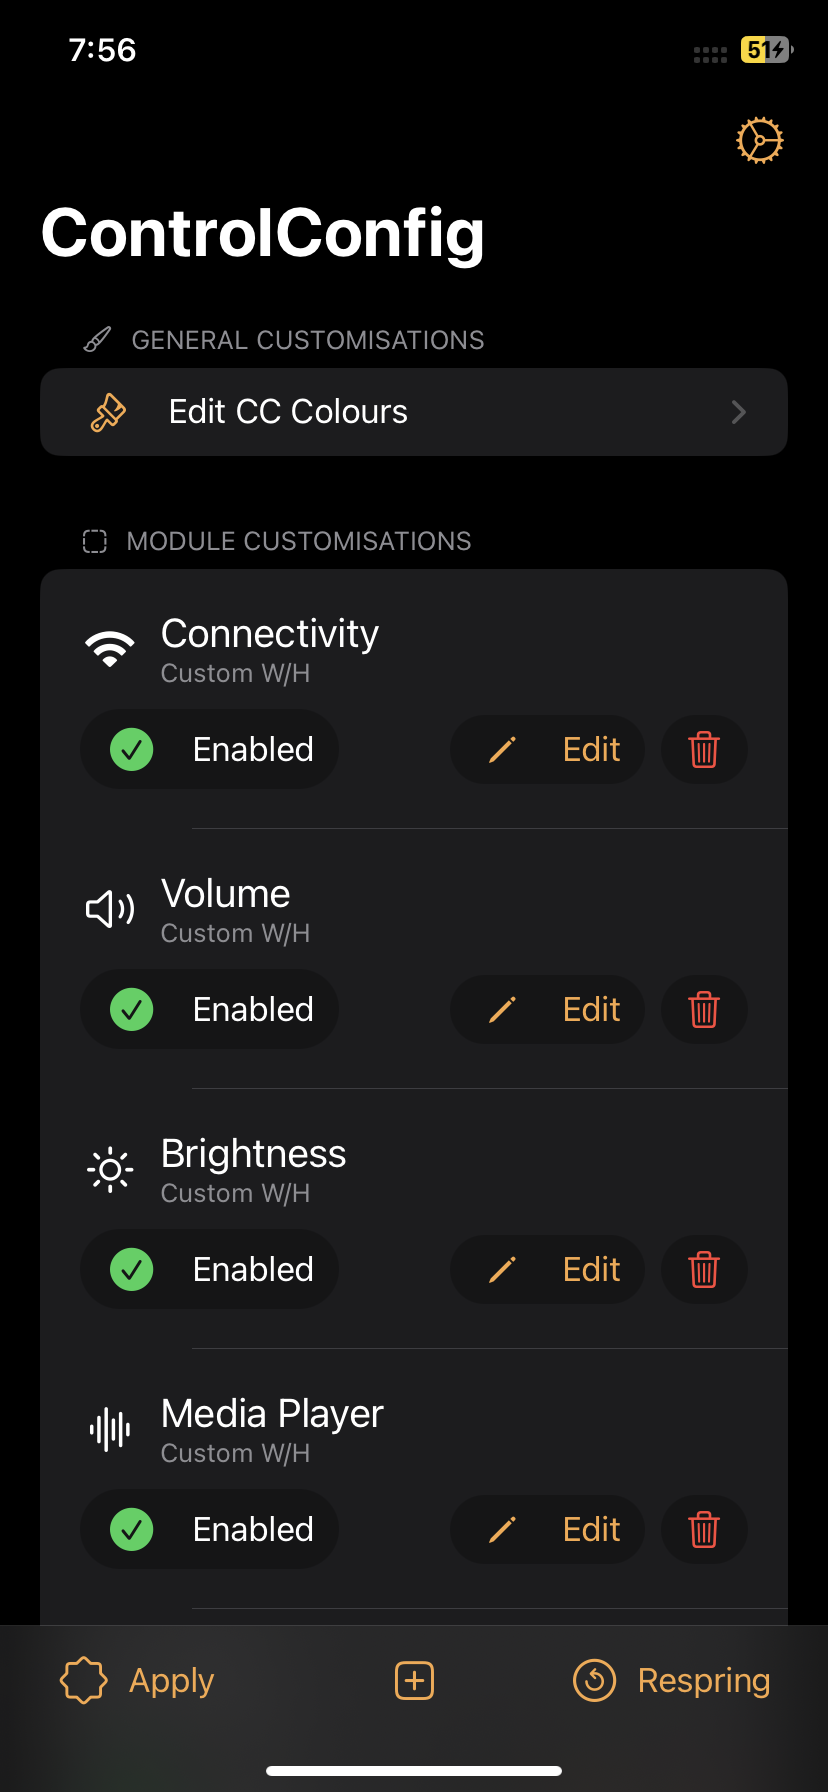 7:56
51
ControlConfig
GENERAL CUSTOMISATIONS
Edit CC Colours
MODULE CUSTOMISATIONS
Connectivity
Custom W/H
Enabled
Edit
Volume
Custom W/H
Enabled
Edit
Brightness
Custom W/H
Enabled
Edit
Media Player
Custom W/H
Enabled
Edit
Apply
Respring